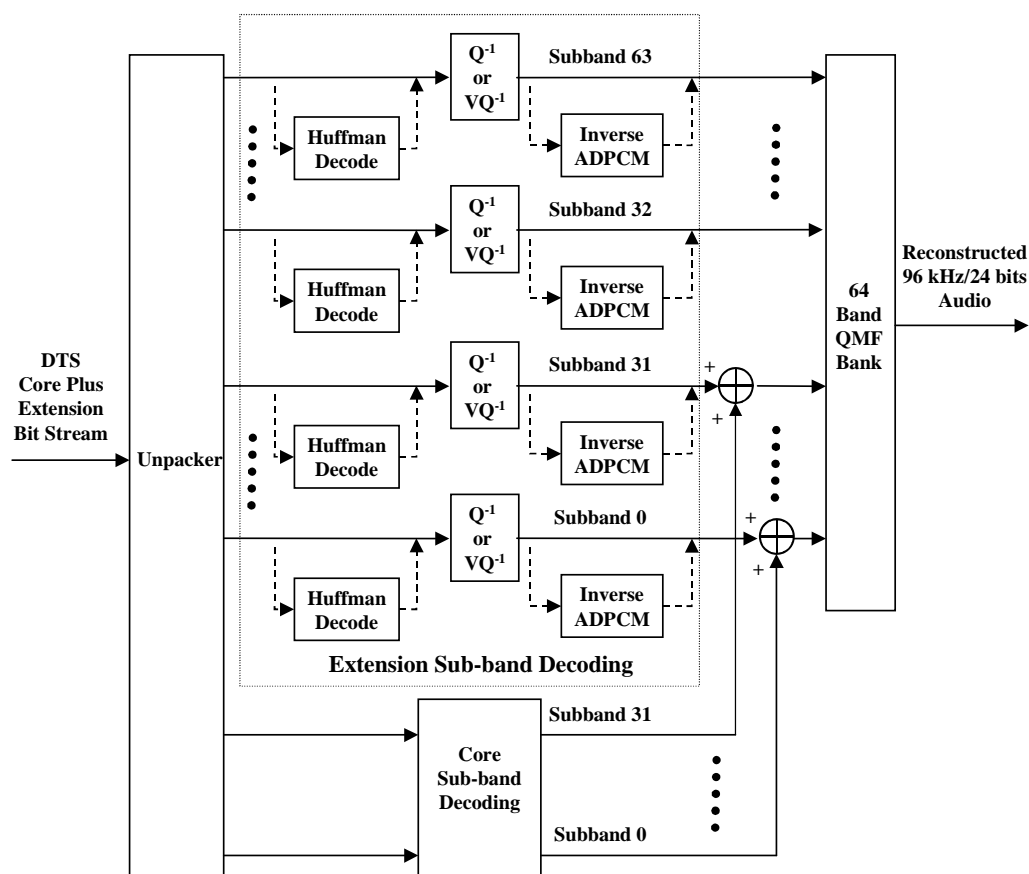 DTS
Core Plus
Extension
Bit Stream
Unpacker
Q⁻¹
or
VQ⁻¹
Subband 63
Huffman
Decode
Inverse
ADPCM
Q⁻¹
or
VQ⁻¹
Subband 32
Huffman
Decode
Inverse
ADPCM
Q⁻¹
or
VQ⁻¹
Subband 31
+
+
Huffman
Decode
Inverse
ADPCM
Q⁻¹
or
VQ⁻¹
Subband 0
+
+
Huffman
Decode
Inverse
ADPCM
Extension Sub-band Decoding
Subband 31
Core
Sub-band
Decoding
Subband 0
64
Band
QMF
Bank
Reconstructed
96 kHz/24 bits
Audio